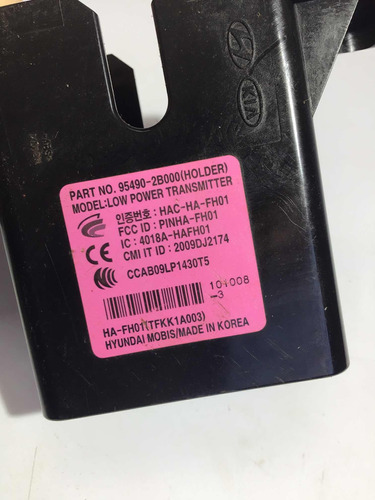 KIA
PART NO. 95490-2B000(HOLDER)
MODEL:LOW POWER TRANSMITTER
인증번호 : HAC-HA-FH01
FCC ID : PINHA-FH01
IC : 4018A-HAFH01
CMI IT ID : 2009DJ2174
CCAB09LP1430T5
101008
-3
HA-FH01(TFKK1A003)
HYUNDAI MOBIS/MADE IN KOREA